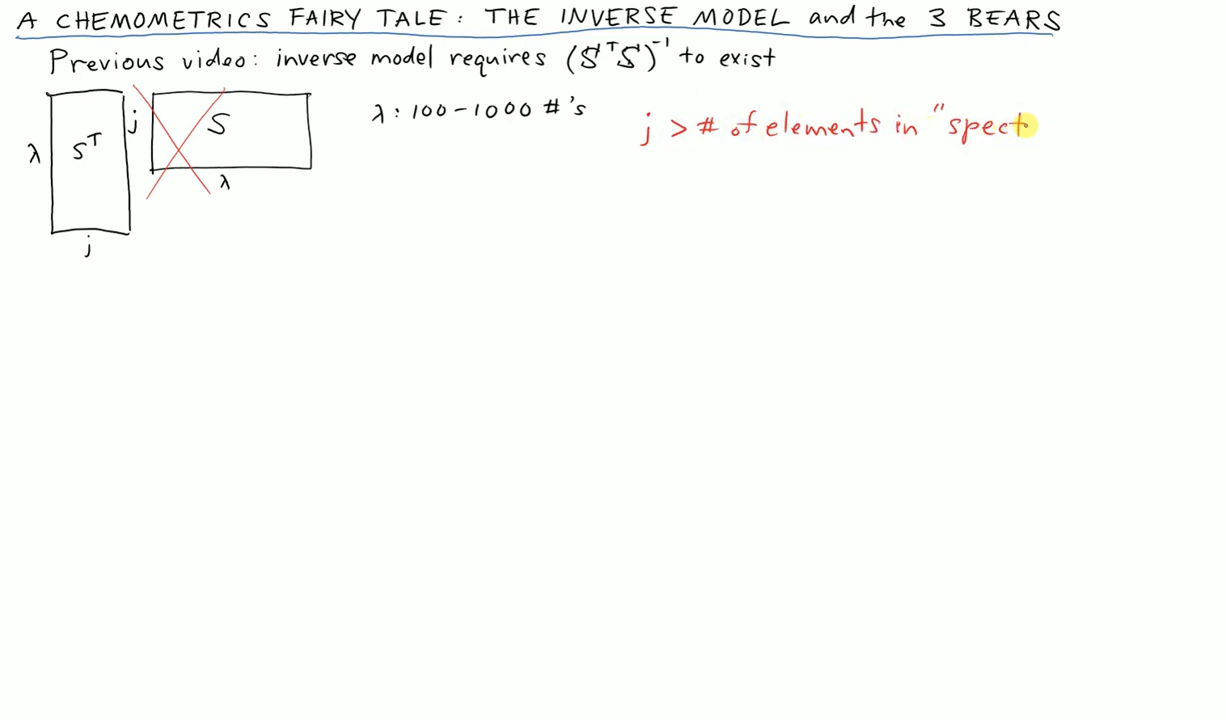 A CHEMOMETRICS FAIRY TALE: THE INVERSE MODEL and the 3 BEARS
Previous video: inverse model requires (SᵀS)⁻¹ to exist
λ Sᵀ j
j S λ
λ: 100-1000 #'s
j > # of elements in "spect